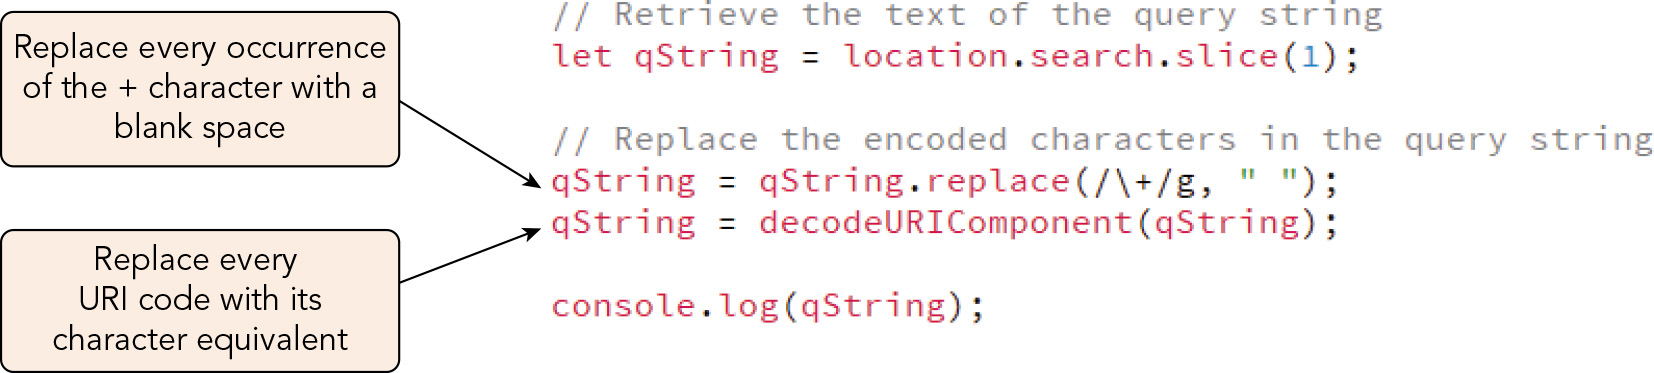 Replace every occurrence
of the + character with a
blank space
Replace every
URI code with its
character equivalent
// Retrieve the text of the query string
let qString = location.search.slice(1);
// Replace the encoded characters in the query string
qString = qString.replace(/\+/g, " ");
qString = decodeURIComponent(qString);
console.log(qString);